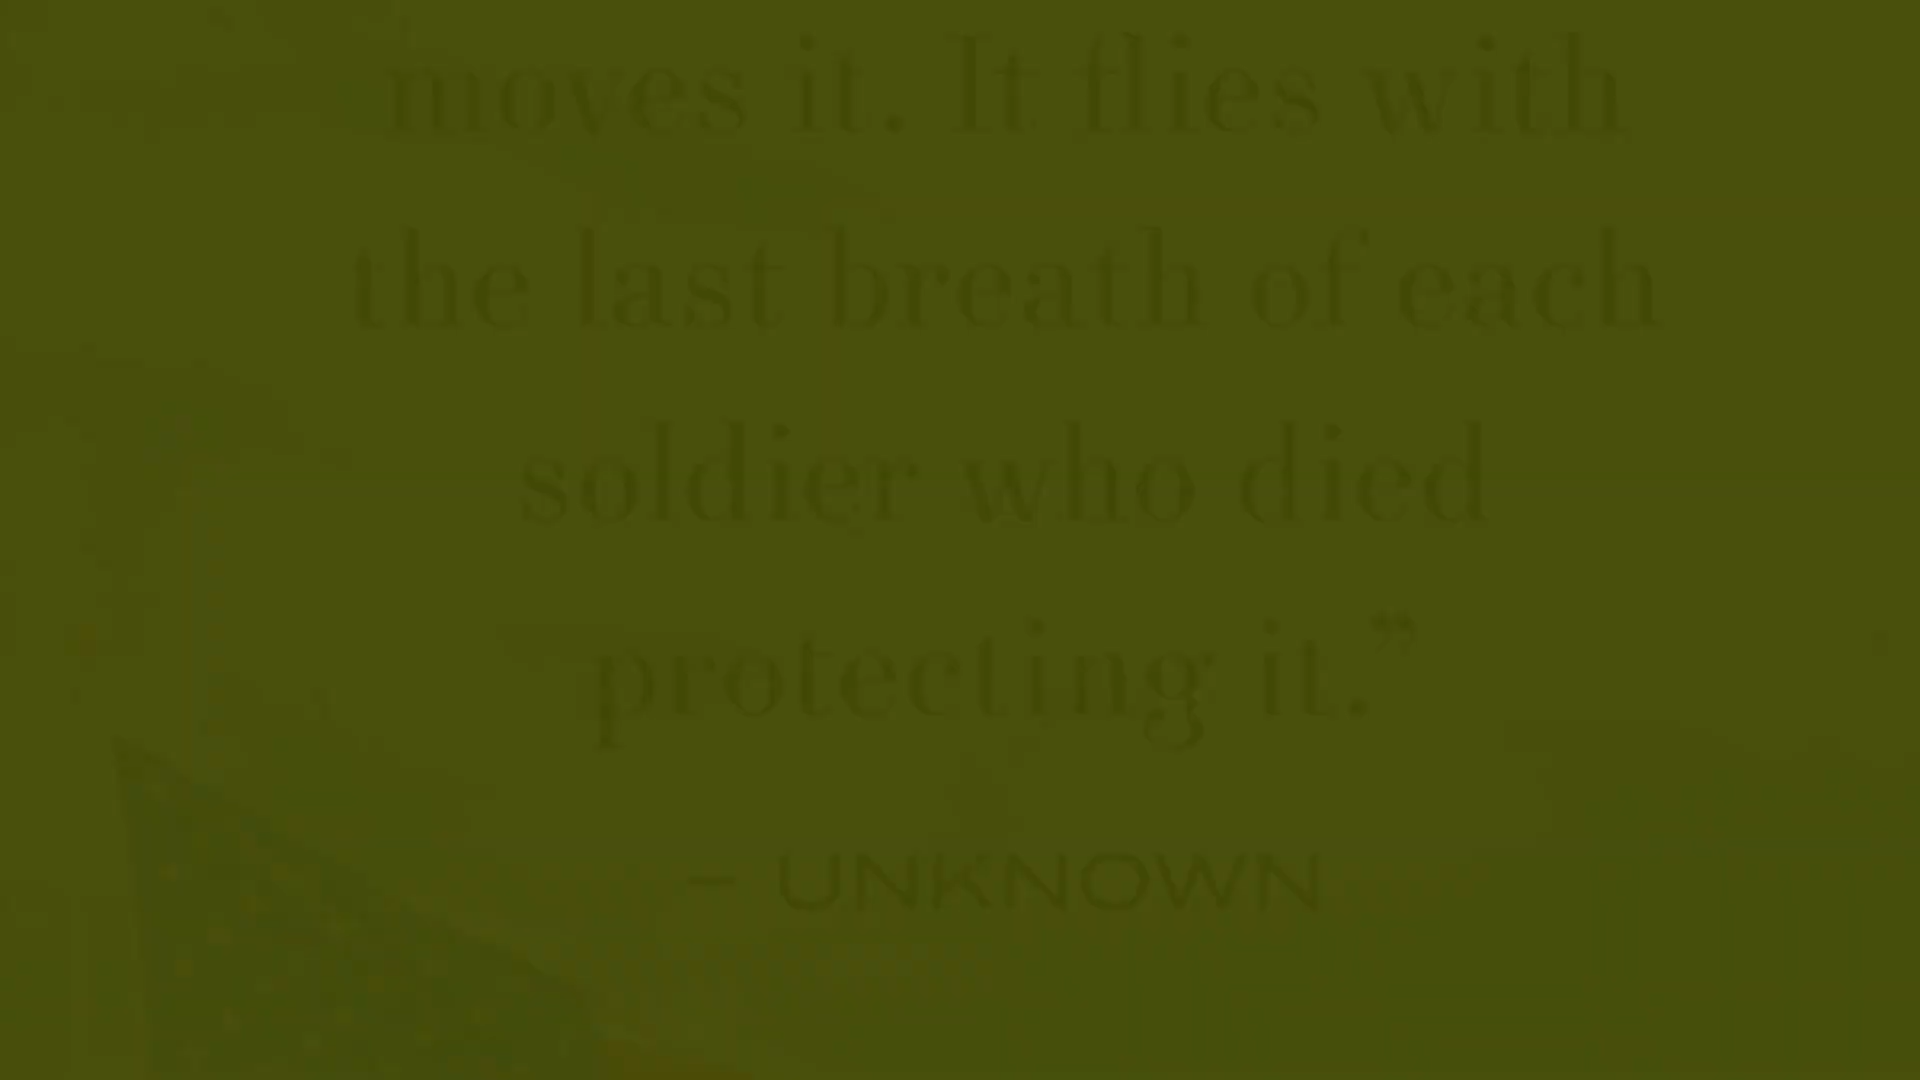 moves it. It flies with
the last breath of each
soldier who died
protecting it.”
– UNKNOWN